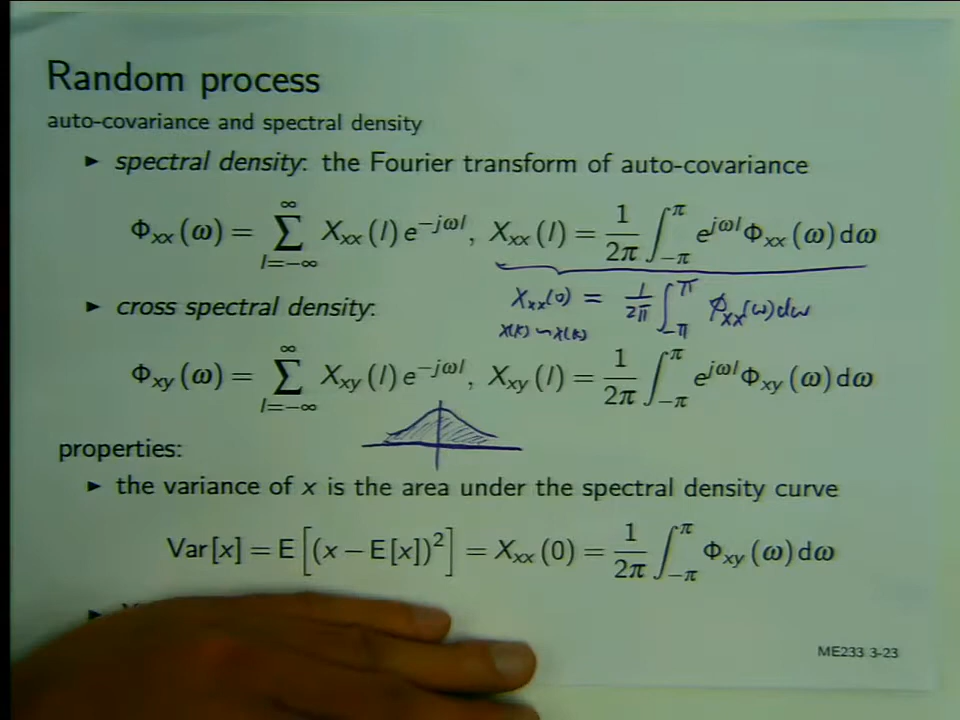 Random process
auto-covariance and spectral density
► spectral density: the Fourier transform of auto-covariance
Φxx(ω) = ∑_{l=−∞}^{∞} Xxx(l)e^{−jωl}, Xxx(l) = 1/2π ∫_{−π}^{π} e^{jωl}Φxx(ω)dω
Xxx(0) = 1/2π ∫_{−π}^{π} ϕxx(ω)dω
► cross spectral density:
x(k) ~ x(k)
Φxy(ω) = ∑_{l=−∞}^{∞} Xxy(l)e^{−jωl}, Xxy(l) = 1/2π ∫_{−π}^{π} e^{jωl}Φxy(ω)dω
properties:
► the variance of x is the area under the spectral density curve
Var[x] = E[(x − E[x])²] = Xxx(0) = 1/2π ∫_{−π}^{π} Φxy(ω)dω
►
ME233 3-23